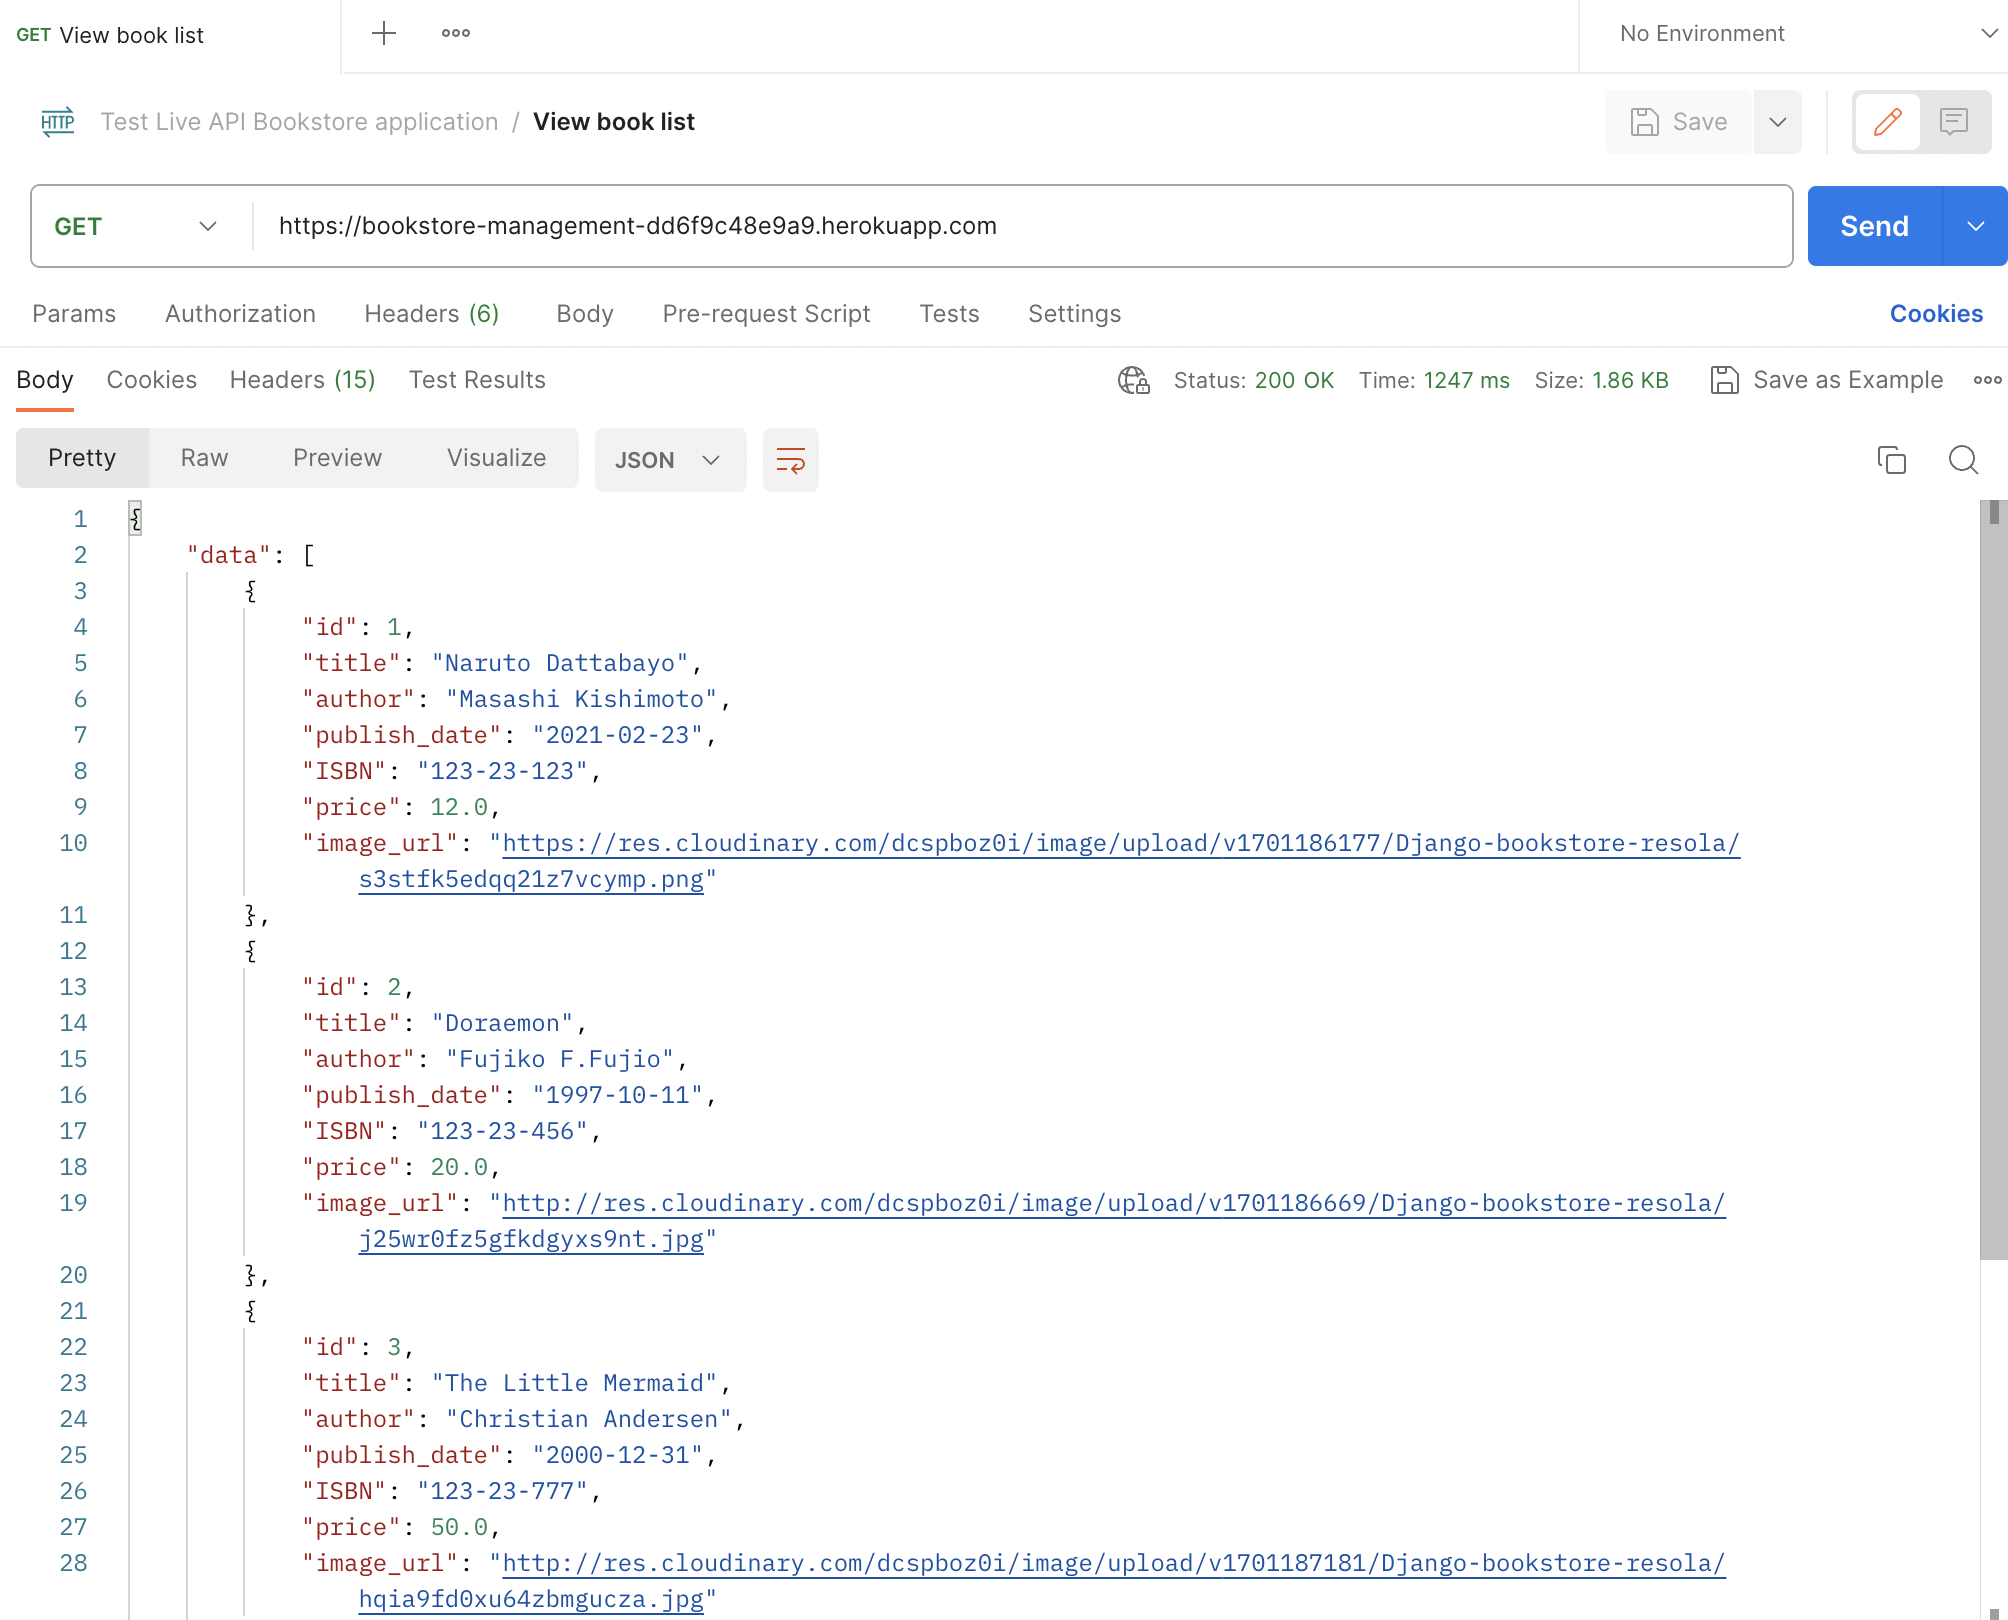 GET View book list
No Environment
HTTP Test Live API Bookstore application / View book list
Save
GET https://bookstore-management-dd6f9c48e9a9.herokuapp.com
Send
Params Authorization Headers (6) Body Pre-request Script Tests Settings Cookies
Body Cookies Headers (15) Test Results Status: 200 OK Time: 1247 ms Size: 1.86 KB Save as Example
Pretty Raw Preview Visualize JSON
1 {
2 "data": [
3 {
4 "id": 1,
5 "title": "Naruto Dattabayo",
6 "author": "Masashi Kishimoto",
7 "publish_date": "2021-02-23",
8 "ISBN": "123-23-123",
9 "price": 12.0,
10 "image_url": "https://res.cloudinary.com/dcspboz0i/image/upload/v1701186177/Django-bookstore-resola/
s3stfk5edqq21z7vcymp.png"
11 },
12 {
13 "id": 2,
14 "title": "Doraemon",
15 "author": "Fujiko F.Fujio",
16 "publish_date": "1997-10-11",
17 "ISBN": "123-23-456",
18 "price": 20.0,
19 "image_url": "http://res.cloudinary.com/dcspboz0i/image/upload/v1701186669/Django-bookstore-resola/
j25wr0fz5gfkdgyxs9nt.jpg"
20 },
21 {
22 "id": 3,
23 "title": "The Little Mermaid",
24 "author": "Christian Andersen",
25 "publish_date": "2000-12-31",
26 "ISBN": "123-23-777",
27 "price": 50.0,
28 "image_url": "http://res.cloudinary.com/dcspboz0i/image/upload/v1701187181/Django-bookstore-resola/
hqia9fd0xu64zbmgucza.jpg"